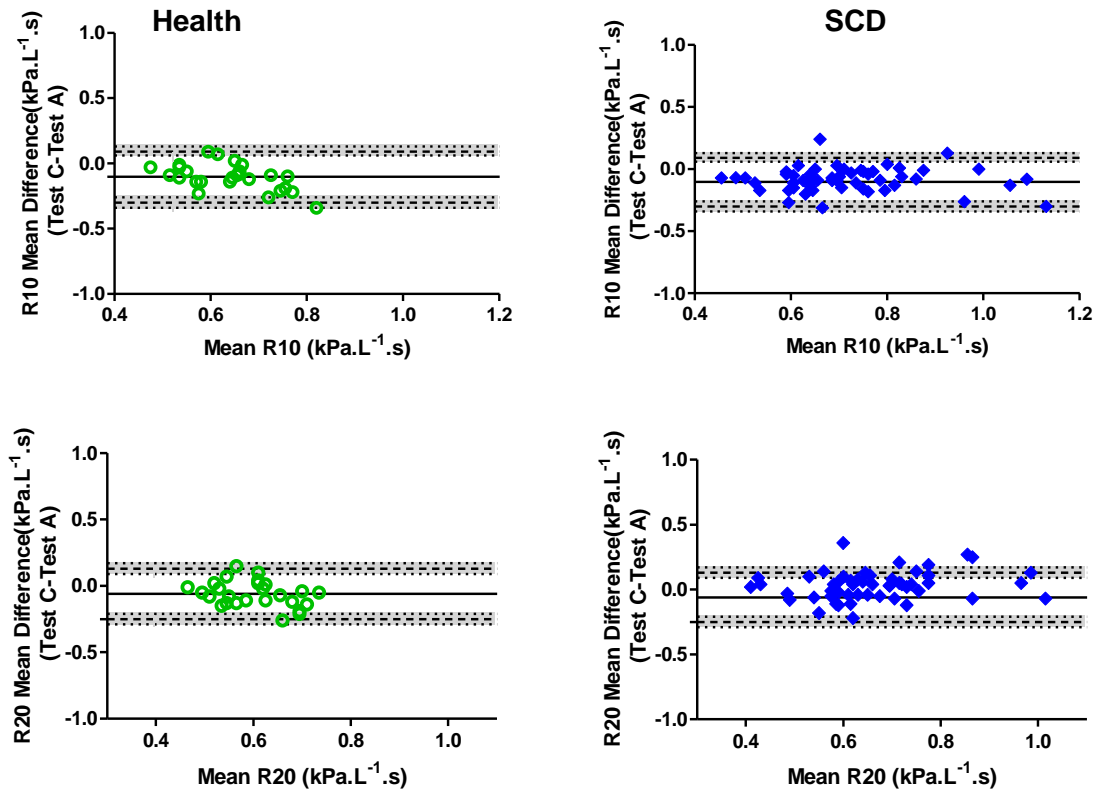 Health
R10 Mean Difference(kPa.L⁻¹.s)
(Test C-Test A)
1.0
0.5
0.0
-0.5
-1.0
0.4 0.6 0.8 1.0 1.2
Mean R10 (kPa.L⁻¹.s)
SCD
R10 Mean Difference(kPa.L⁻¹.s)
(Test C-Test A)
1.0
0.5
0.0
-0.5
-1.0
0.4 0.6 0.8 1.0 1.2
Mean R10 (kPa.L⁻¹.s)
R20 Mean Difference(kPa.L⁻¹.s)
(Test C-Test A)
1.0
0.5
0.0
-0.5
-1.0
0.4 0.6 0.8 1.0
Mean R20 (kPa.L⁻¹.s)
R20 Mean Difference(kPa.L⁻¹.s)
(Test C-Test A)
1.0
0.5
0.0
-0.5
-1.0
0.4 0.6 0.8 1.0
Mean R20 (kPa.L⁻¹.s)